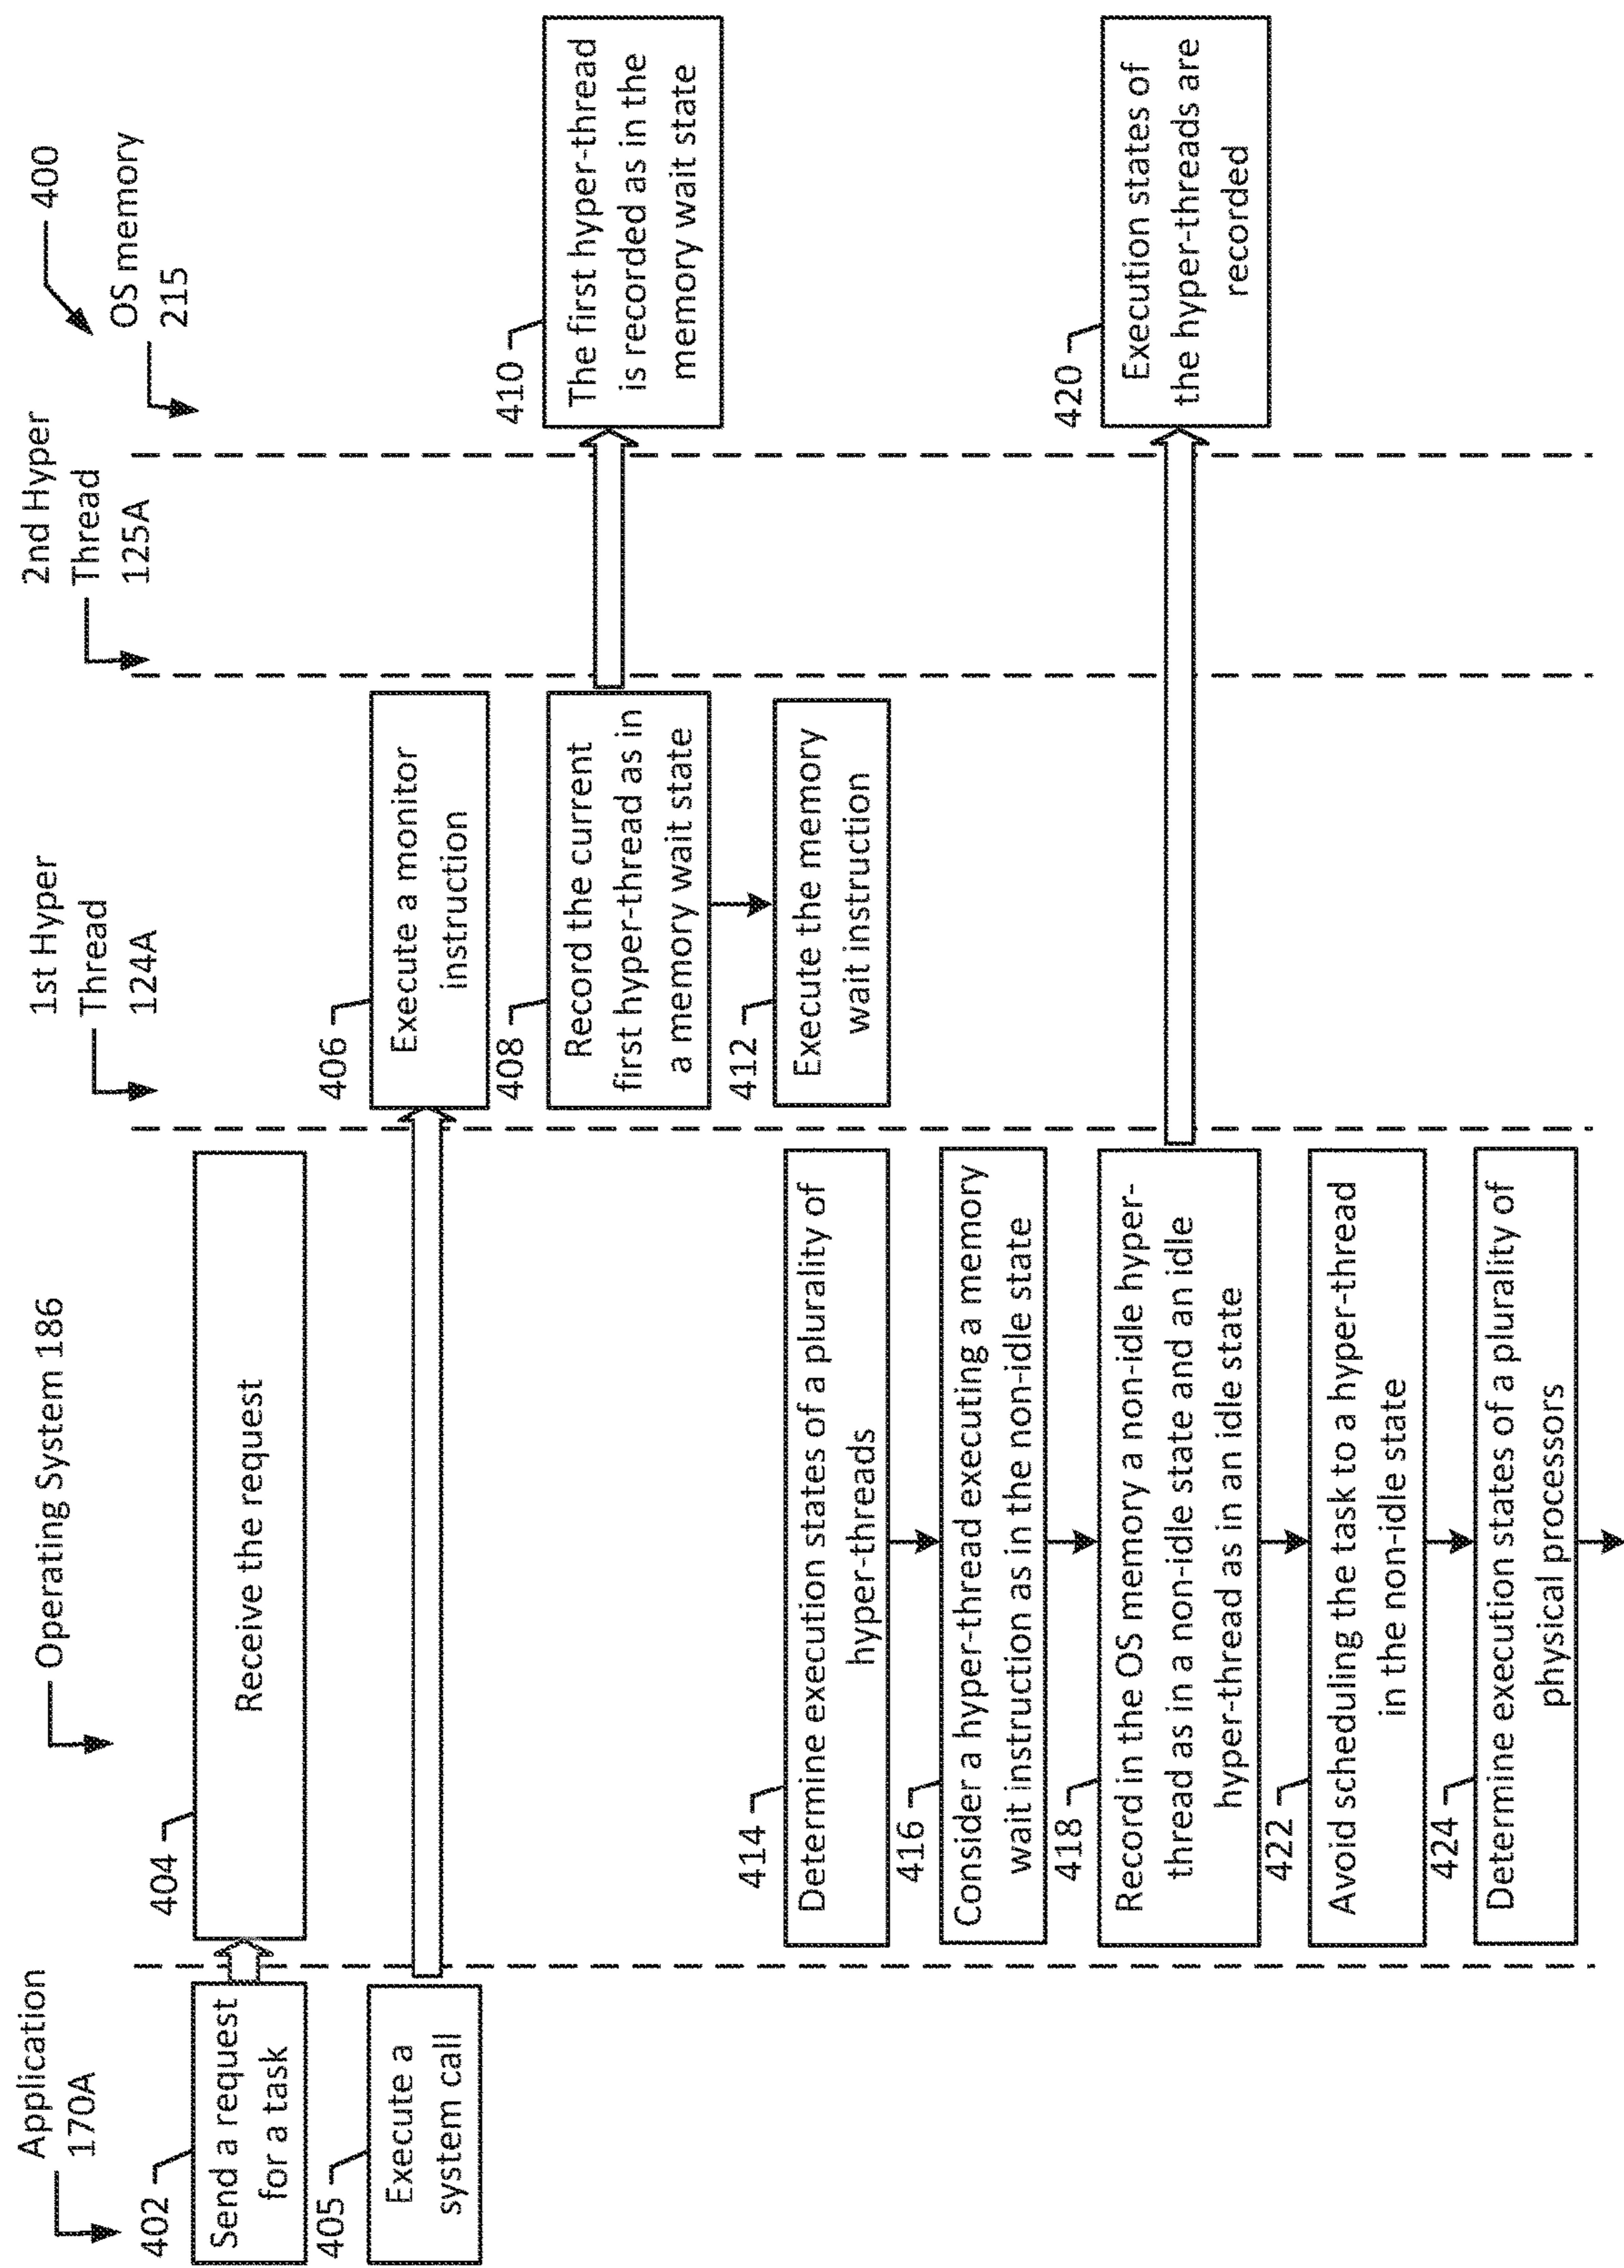 400
Application
170A
Operating System 186
1st Hyper
Thread
124A
2nd Hyper
Thread
125A
OS memory
215
402
Send a request
for a task
404
Receive the request
405
Execute a
system call
406
Execute a monitor
instruction
408
Record the current
first hyper-thread as in
a memory wait state
410
The first hyper-thread
is recorded as in the
memory wait state
412
Execute the memory
wait instruction
414
Determine execution states of a plurality of
hyper-threads
416
Consider a hyper-thread executing a memory
wait instruction as in the non-idle state
418
Record in the OS memory a non-idle hyper-
thread as in a non-idle state and an idle
hyper-thread as in an idle state
420
Execution states of
the hyper-threads are
recorded
422
Avoid scheduling the task to a hyper-thread
in the non-idle state
424
Determine execution states of a plurality of
physical processors